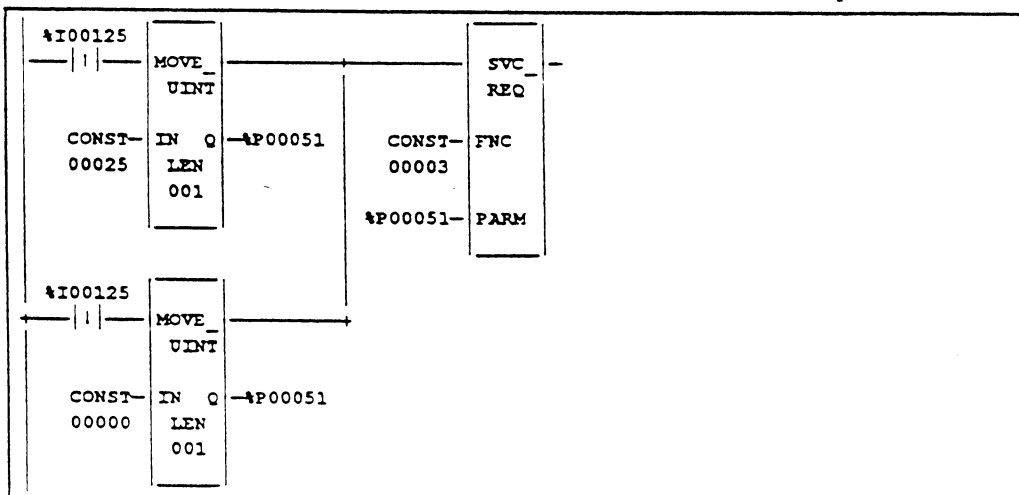 %I00125
|↑| MOVE_ SVC_
UINT REQ
CONST IN Q %P00051 CONST FNC
00025 LEN 00003
001
%P00051 PARM
%I00125
|↓| MOVE_
UINT
CONST IN Q %P00051
00000 LEN
001